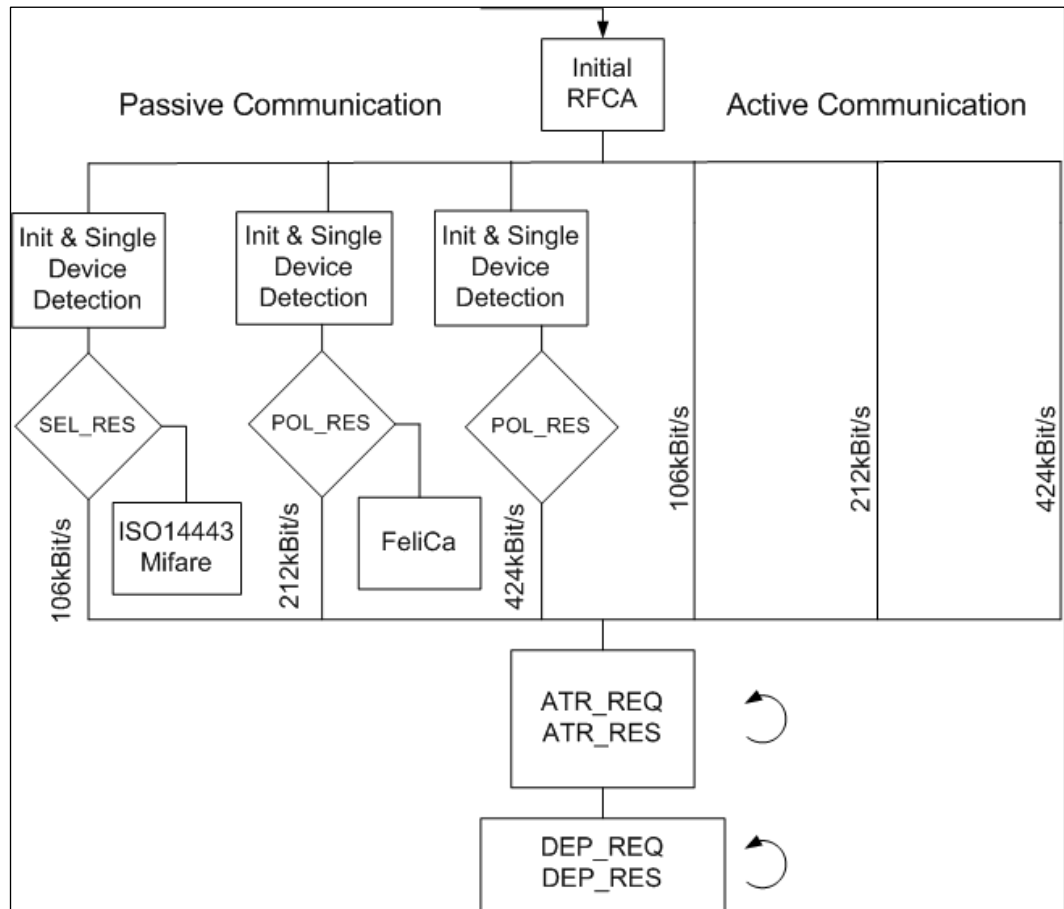 Initial
RFCA
Passive Communication
Active Communication
Init & Single
Device
Detection
Init & Single
Device
Detection
Init & Single
Device
Detection
SEL_RES
POL_RES
POL_RES
106kBit/s
ISO14443
Mifare
212kBit/s
FeliCa
424kBit/s
106kBit/s
212kBit/s
424kBit/s
ATR_REQ
ATR_RES
DEP_REQ
DEP_RES